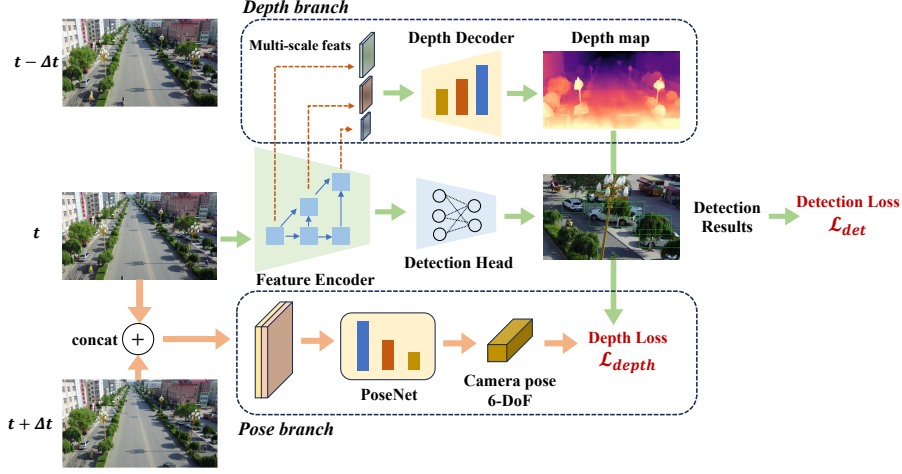 Depth branch
t − Δt
Multi-scale feats
Depth Decoder
Depth map
t
Feature Encoder
Detection Head
Detection
Results
Detection Loss
ℒdet
concat
+
PoseNet
Camera pose
6-DoF
Depth Loss
ℒdepth
t + Δt
Pose branch